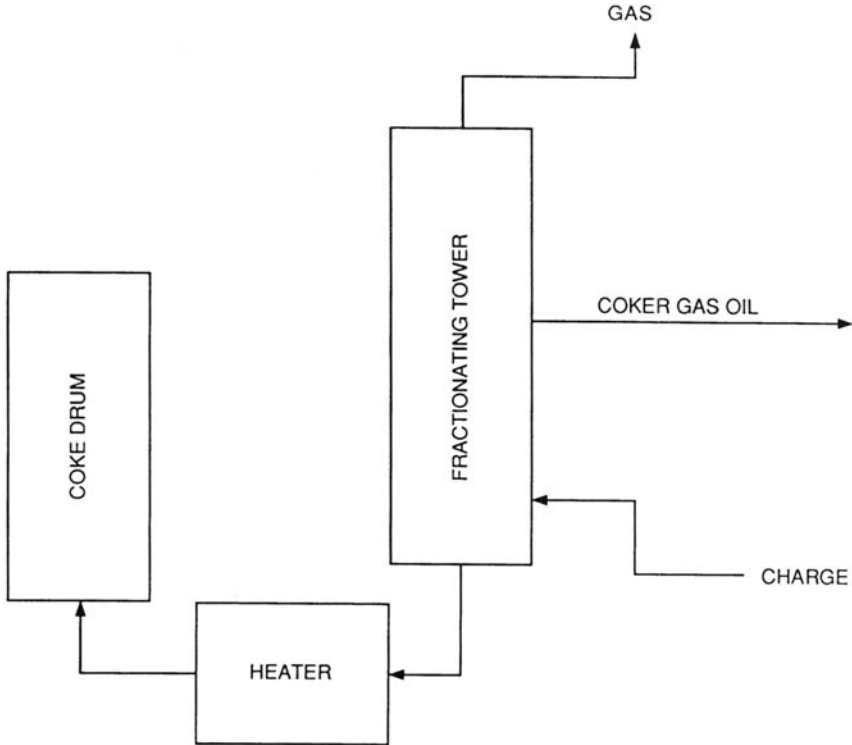 GAS
FRACTIONATING TOWER
COKER GAS OIL
COKE DRUM
CHARGE
HEATER